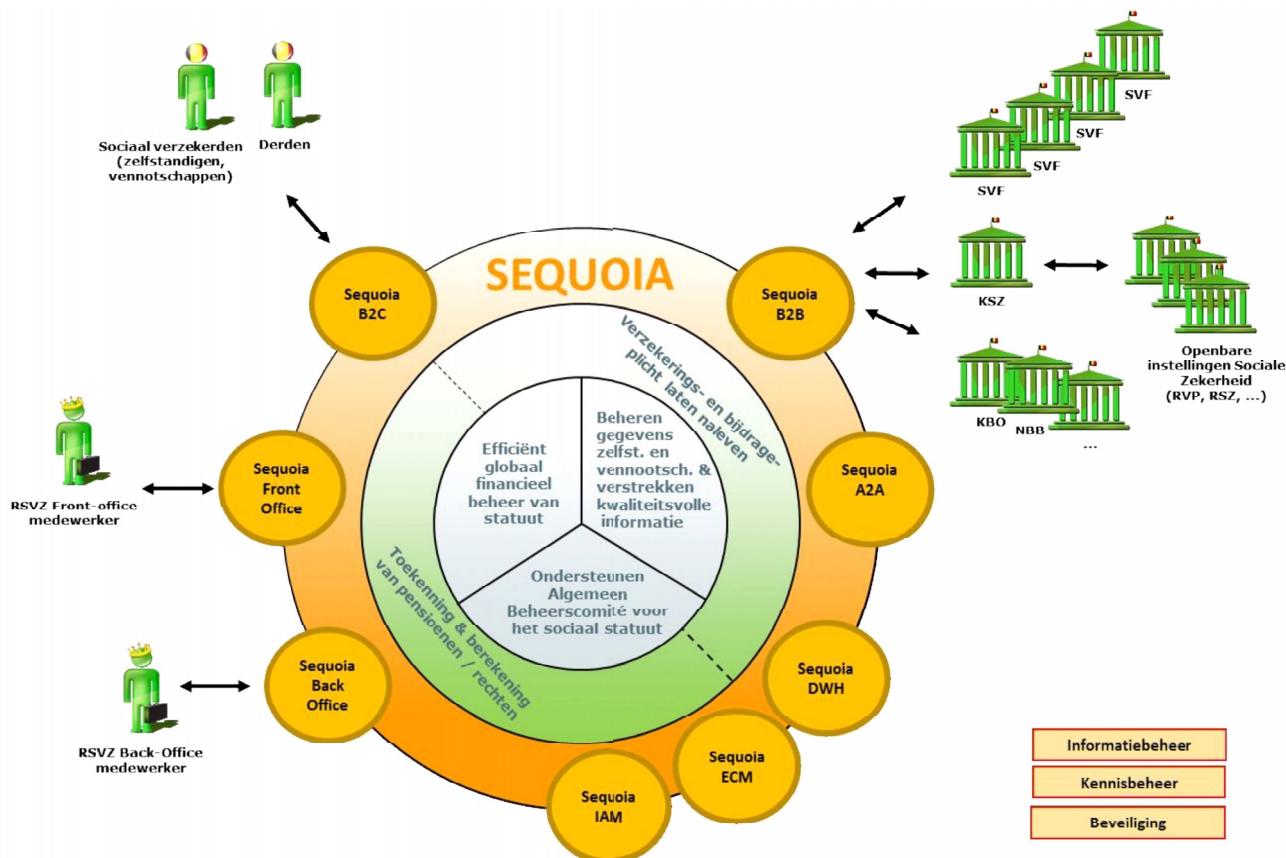 Sociaal verzekerden
(zelfstandigen,
vennotschappen)
Derden
SVF
SVF
SVF
SVF
KSZ
Openbare
instellingen Sociale
Zekerheid
(RVP, RSZ, ...)
KBO
NBB
...
SEQUOIA
Sequoia
B2C
Sequoia
B2B
Sequoia
Front
Office
Sequoia
A2A
Sequoia
Back
Office
Sequoia
DWH
Sequoia
ECM
Sequoia
IAM
RSVZ Front-office
medewerker
RSVZ Back-Office
medewerker
Verzekerings- en bijdrage-
plicht laten naleven
Toekenning & berekening
van pensioenen / rechten
Efficiënt
globaal
financieel
beheer van
statuut
Beheren
gegevens
zelfst. en
vennootsch. &
verstrekken
kwaliteitsvolle
informatie
Ondersteunen
Algemeen
Beheerscomité voor
het sociaal statuut
Informatiebeheer
Kennisbeheer
Beveiliging